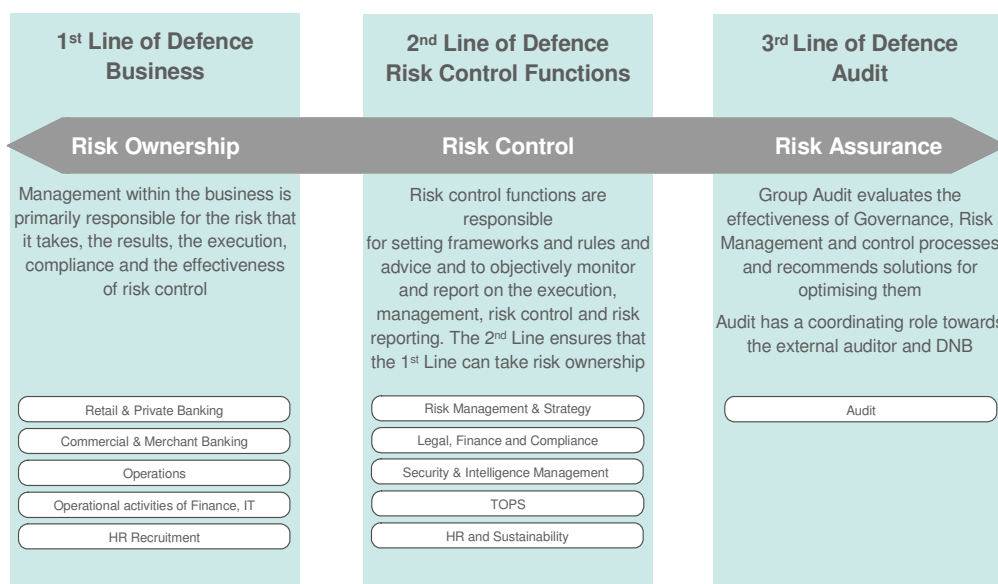 1st Line of Defence
Business
Risk Ownership
Management within the business is
primarily responsible for the risk that
it takes, the results, the execution,
compliance and the effectiveness
of risk control
Retail & Private Banking
Commercial & Merchant Banking
Operations
Operational activities of Finance, IT
HR Recruitment
2nd Line of Defence
Risk Control Functions
Risk Control
Risk control functions are
responsible
for setting frameworks and rules and
advice and to objectively monitor
and report on the execution,
management, risk control and risk
reporting. The 2nd Line ensures that
the 1st Line can take risk ownership
Risk Management & Strategy
Legal, Finance and Compliance
Security & Intelligence Management
TOPS
HR and Sustainability
3rd Line of Defence
Audit
Risk Assurance
Group Audit evaluates the
effectiveness of Governance, Risk
Management and control processes
and recommends solutions for
optimising them
Audit has a coordinating role towards
the external auditor and DNB
Audit